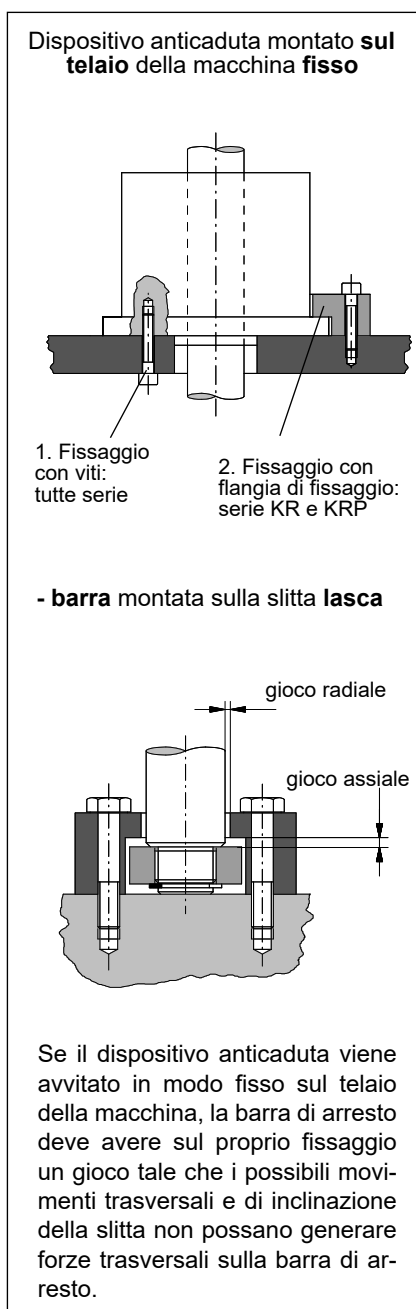 Dispositivo anticaduta montato sul
telaio della macchina fisso
1. Fissaggio
con viti:
tutte serie
2. Fissaggio con
flangia di fissaggio:
serie KR e KRP
- barra montata sulla slitta lasca
gioco radiale
gioco assiale
Se il dispositivo anticaduta viene
avvitato in modo fisso sul telaio
della macchina, la barra di arresto
deve avere sul proprio fissaggio
un gioco tale che i possibili movi-
menti trasversali e di inclinazione
della slitta non possano generare
forze trasversali sulla barra di ar-
resto.